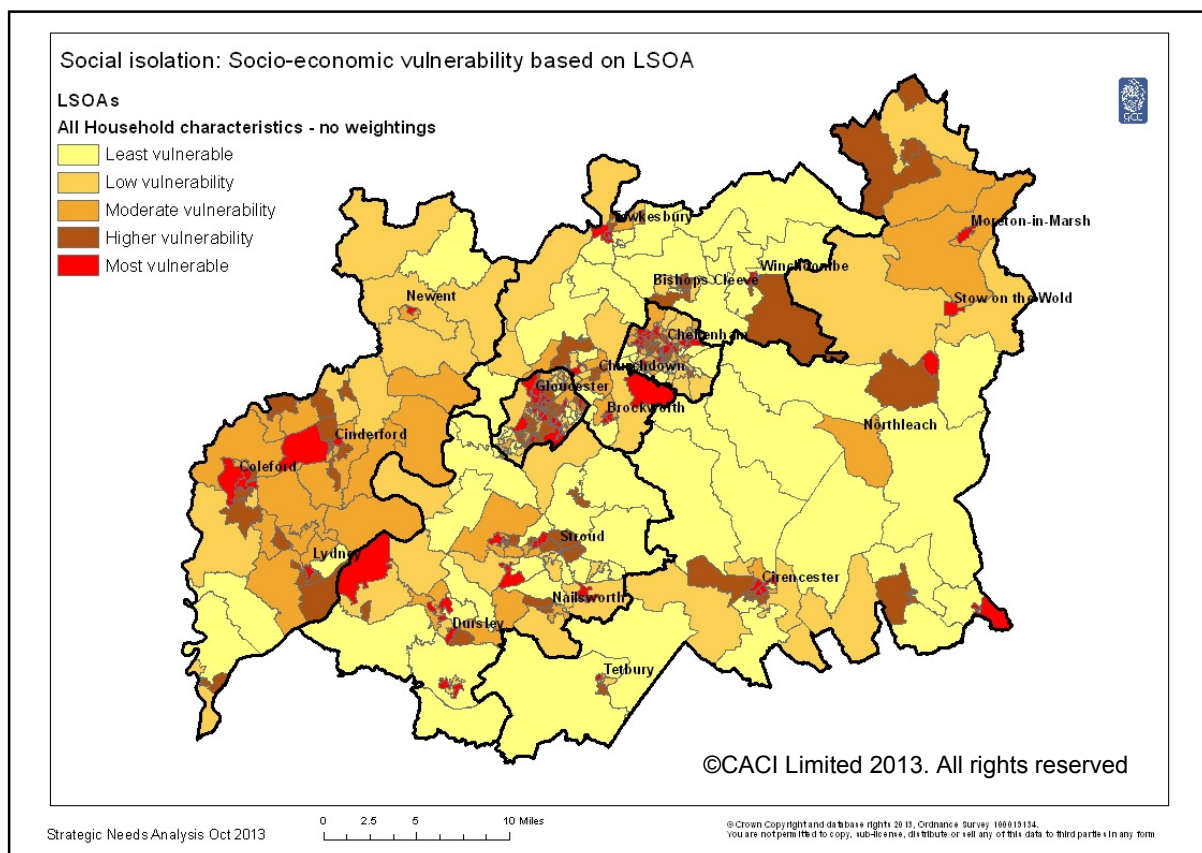 Social isolation: Socio-economic vulnerability based on LSOA
LSOAs
All Household characteristics - no weightings
Least vulnerable
Low vulnerability
Moderate vulnerability
Higher vulnerability
Most vulnerable
GCC
Tewkesbury
Moreton-in-Marsh
Bishops Cleeve
Winchcombe
Newent
Stow on the Wold
Cheltenham
Churchdown
Gloucester
Brockworth
Northleach
Cinderford
Coleford
Stroud
Lydney
Cirencester
Nailsworth
Dursley
Tetbury
©CACI Limited 2013. All rights reserved
Strategic Needs Analysis Oct 2013
0 5 10 Miles
© Crown Copyright and database rights 2013, Ordnance Survey 100019134.
You are not permitted to copy, sub-license, distribute or sell any of this data to third parties in any form